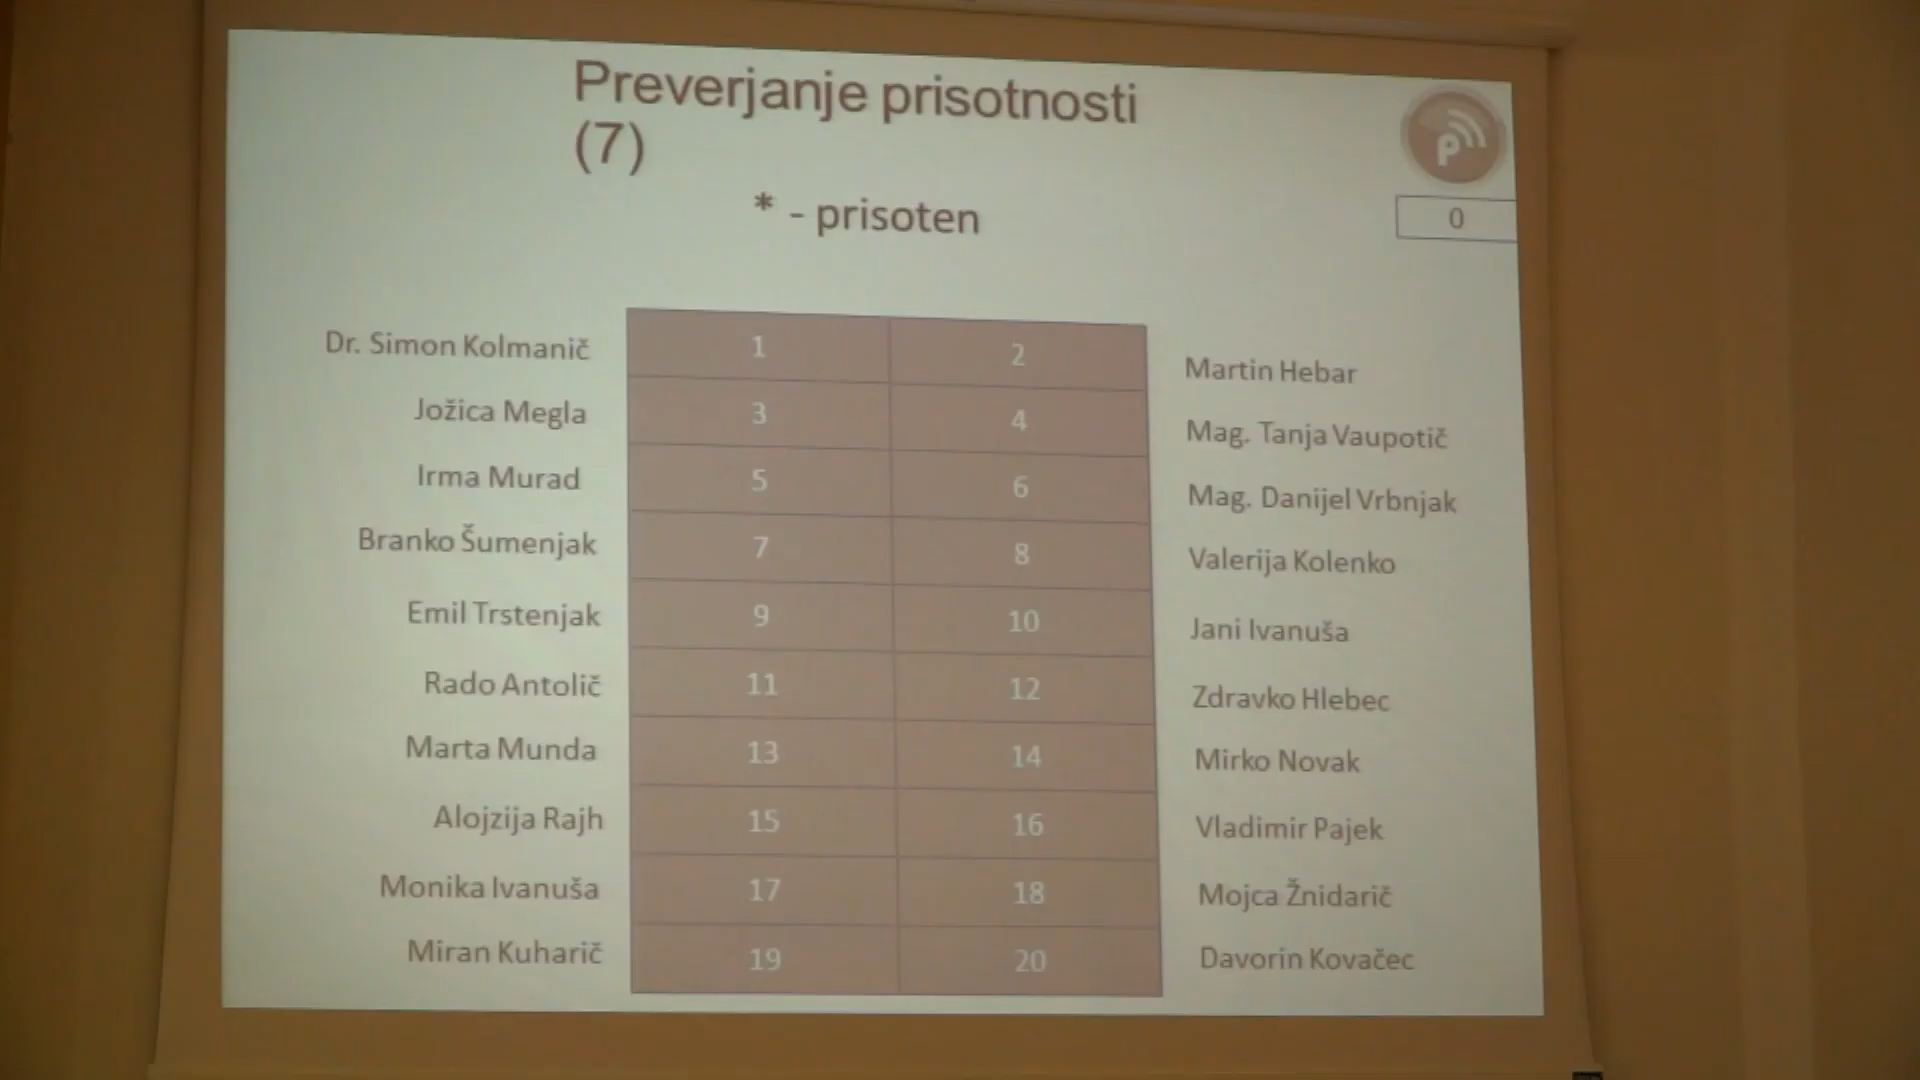 Preverjanje prisotnosti
(7)
* - prisoten
P
0
Dr. Simon Kolmanič 1 2 Martin Hebar
Jožica Megla 3 4 Mag. Tanja Vaupotič
Irma Murad 5 6 Mag. Danijel Vrbnjak
Branko Šumenjak 7 8 Valerija Kolenko
Emil Trstenjak 9 10 Jani Ivanuša
Rado Antolič 11 12 Zdravko Hlebec
Marta Munda 13 14 Mirko Novak
Alojzija Rajh 15 16 Vladimir Pajek
Monika Ivanuša 17 18 Mojca Žnidarič
Miran Kuharič 19 20 Davorin Kovačec